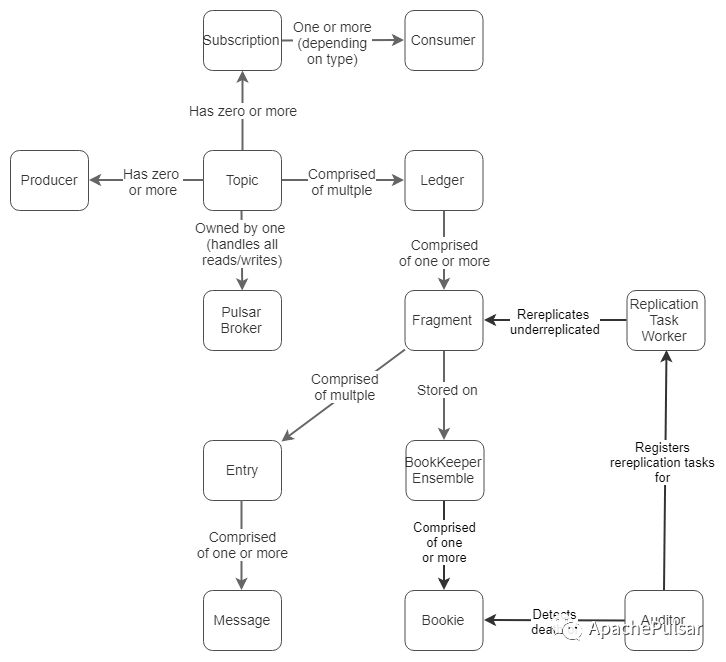 Subscription
One or more
(depending
on type)
Consumer
Has zero or more
Producer
Has zero
or more
Topic
Comprised
of multple
Ledger
Owned by one
(handles all
reads/writes)
Comprised
of one or more
Pulsar
Broker
Fragment
Rereplicates
underreplicated
Replication
Task
Worker
Comprised
of multple
Stored on
Registers
rereplication tasks
for
Entry
BookKeeper
Ensemble
Comprised
of one or more
Comprised
of one
or more
Message
Bookie
Detects
Auditor
ApachePulsar